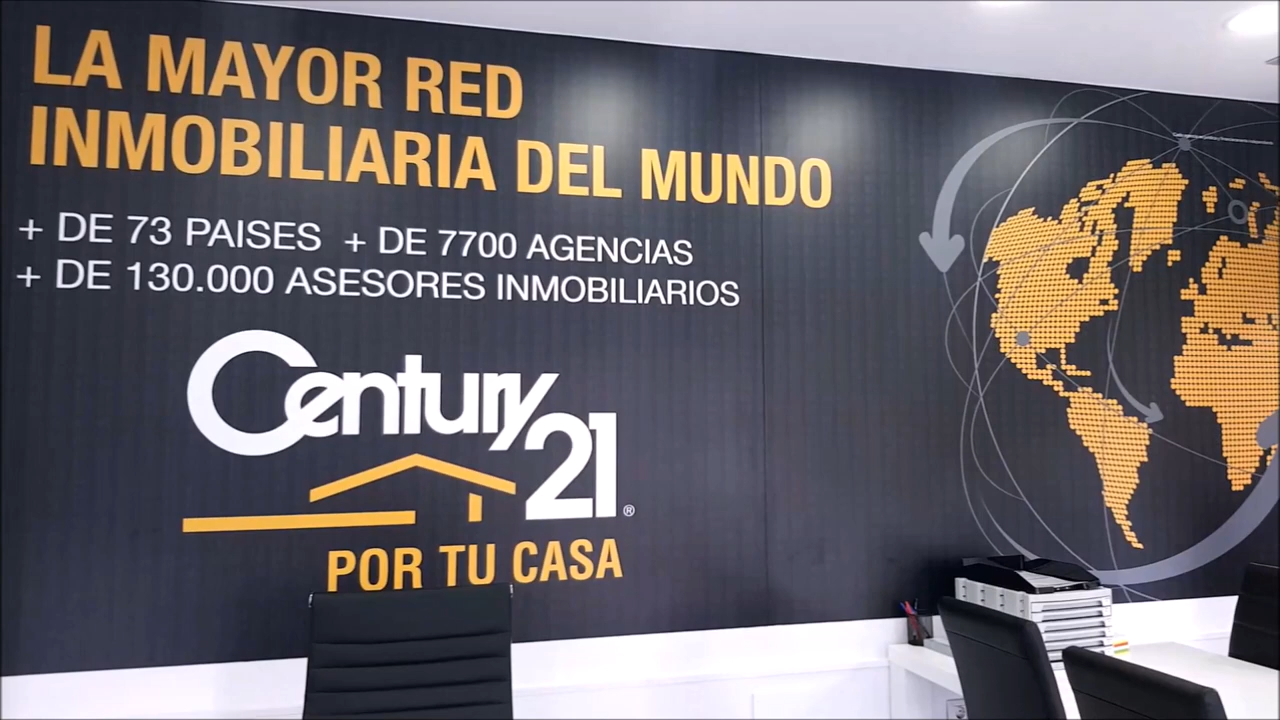 LA MAYOR RED
INMOBILIARIA DEL MUNDO
+ DE 73 PAISES + DE 7700 AGENCIAS
+ DE 130.000 ASESORES INMOBILIARIOS
Century
21®
POR TU CASA